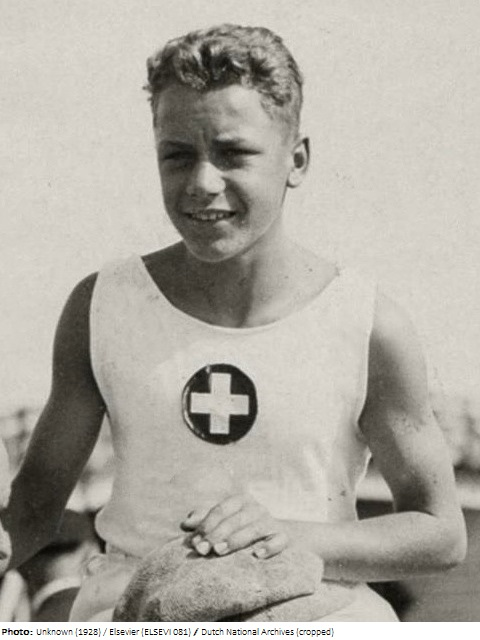 Photo: Unknown (1928) / Elsevier (ELSEVI 081) / Dutch National Archives (cropped)